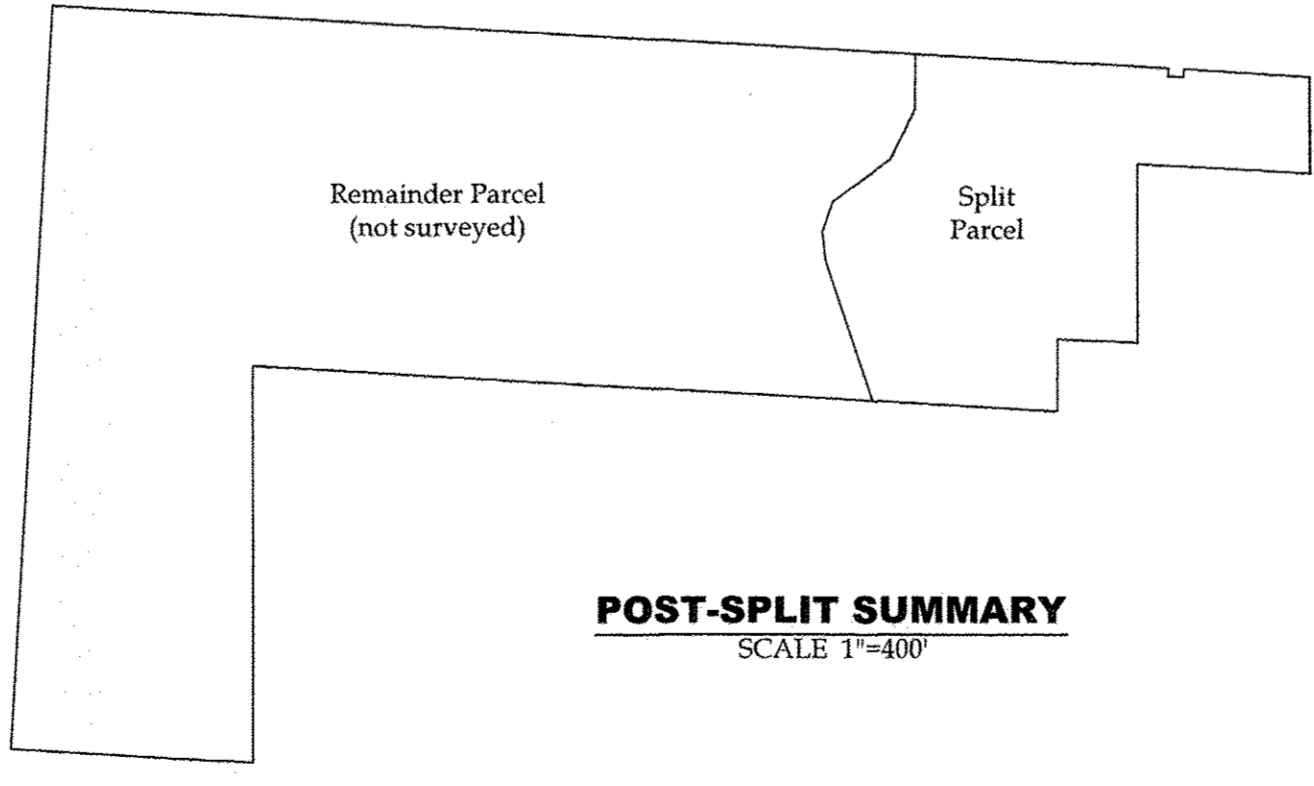 Remainder Parcel
(not surveyed)
Split
Parcel
POST-SPLIT SUMMARY
SCALE 1"=400'